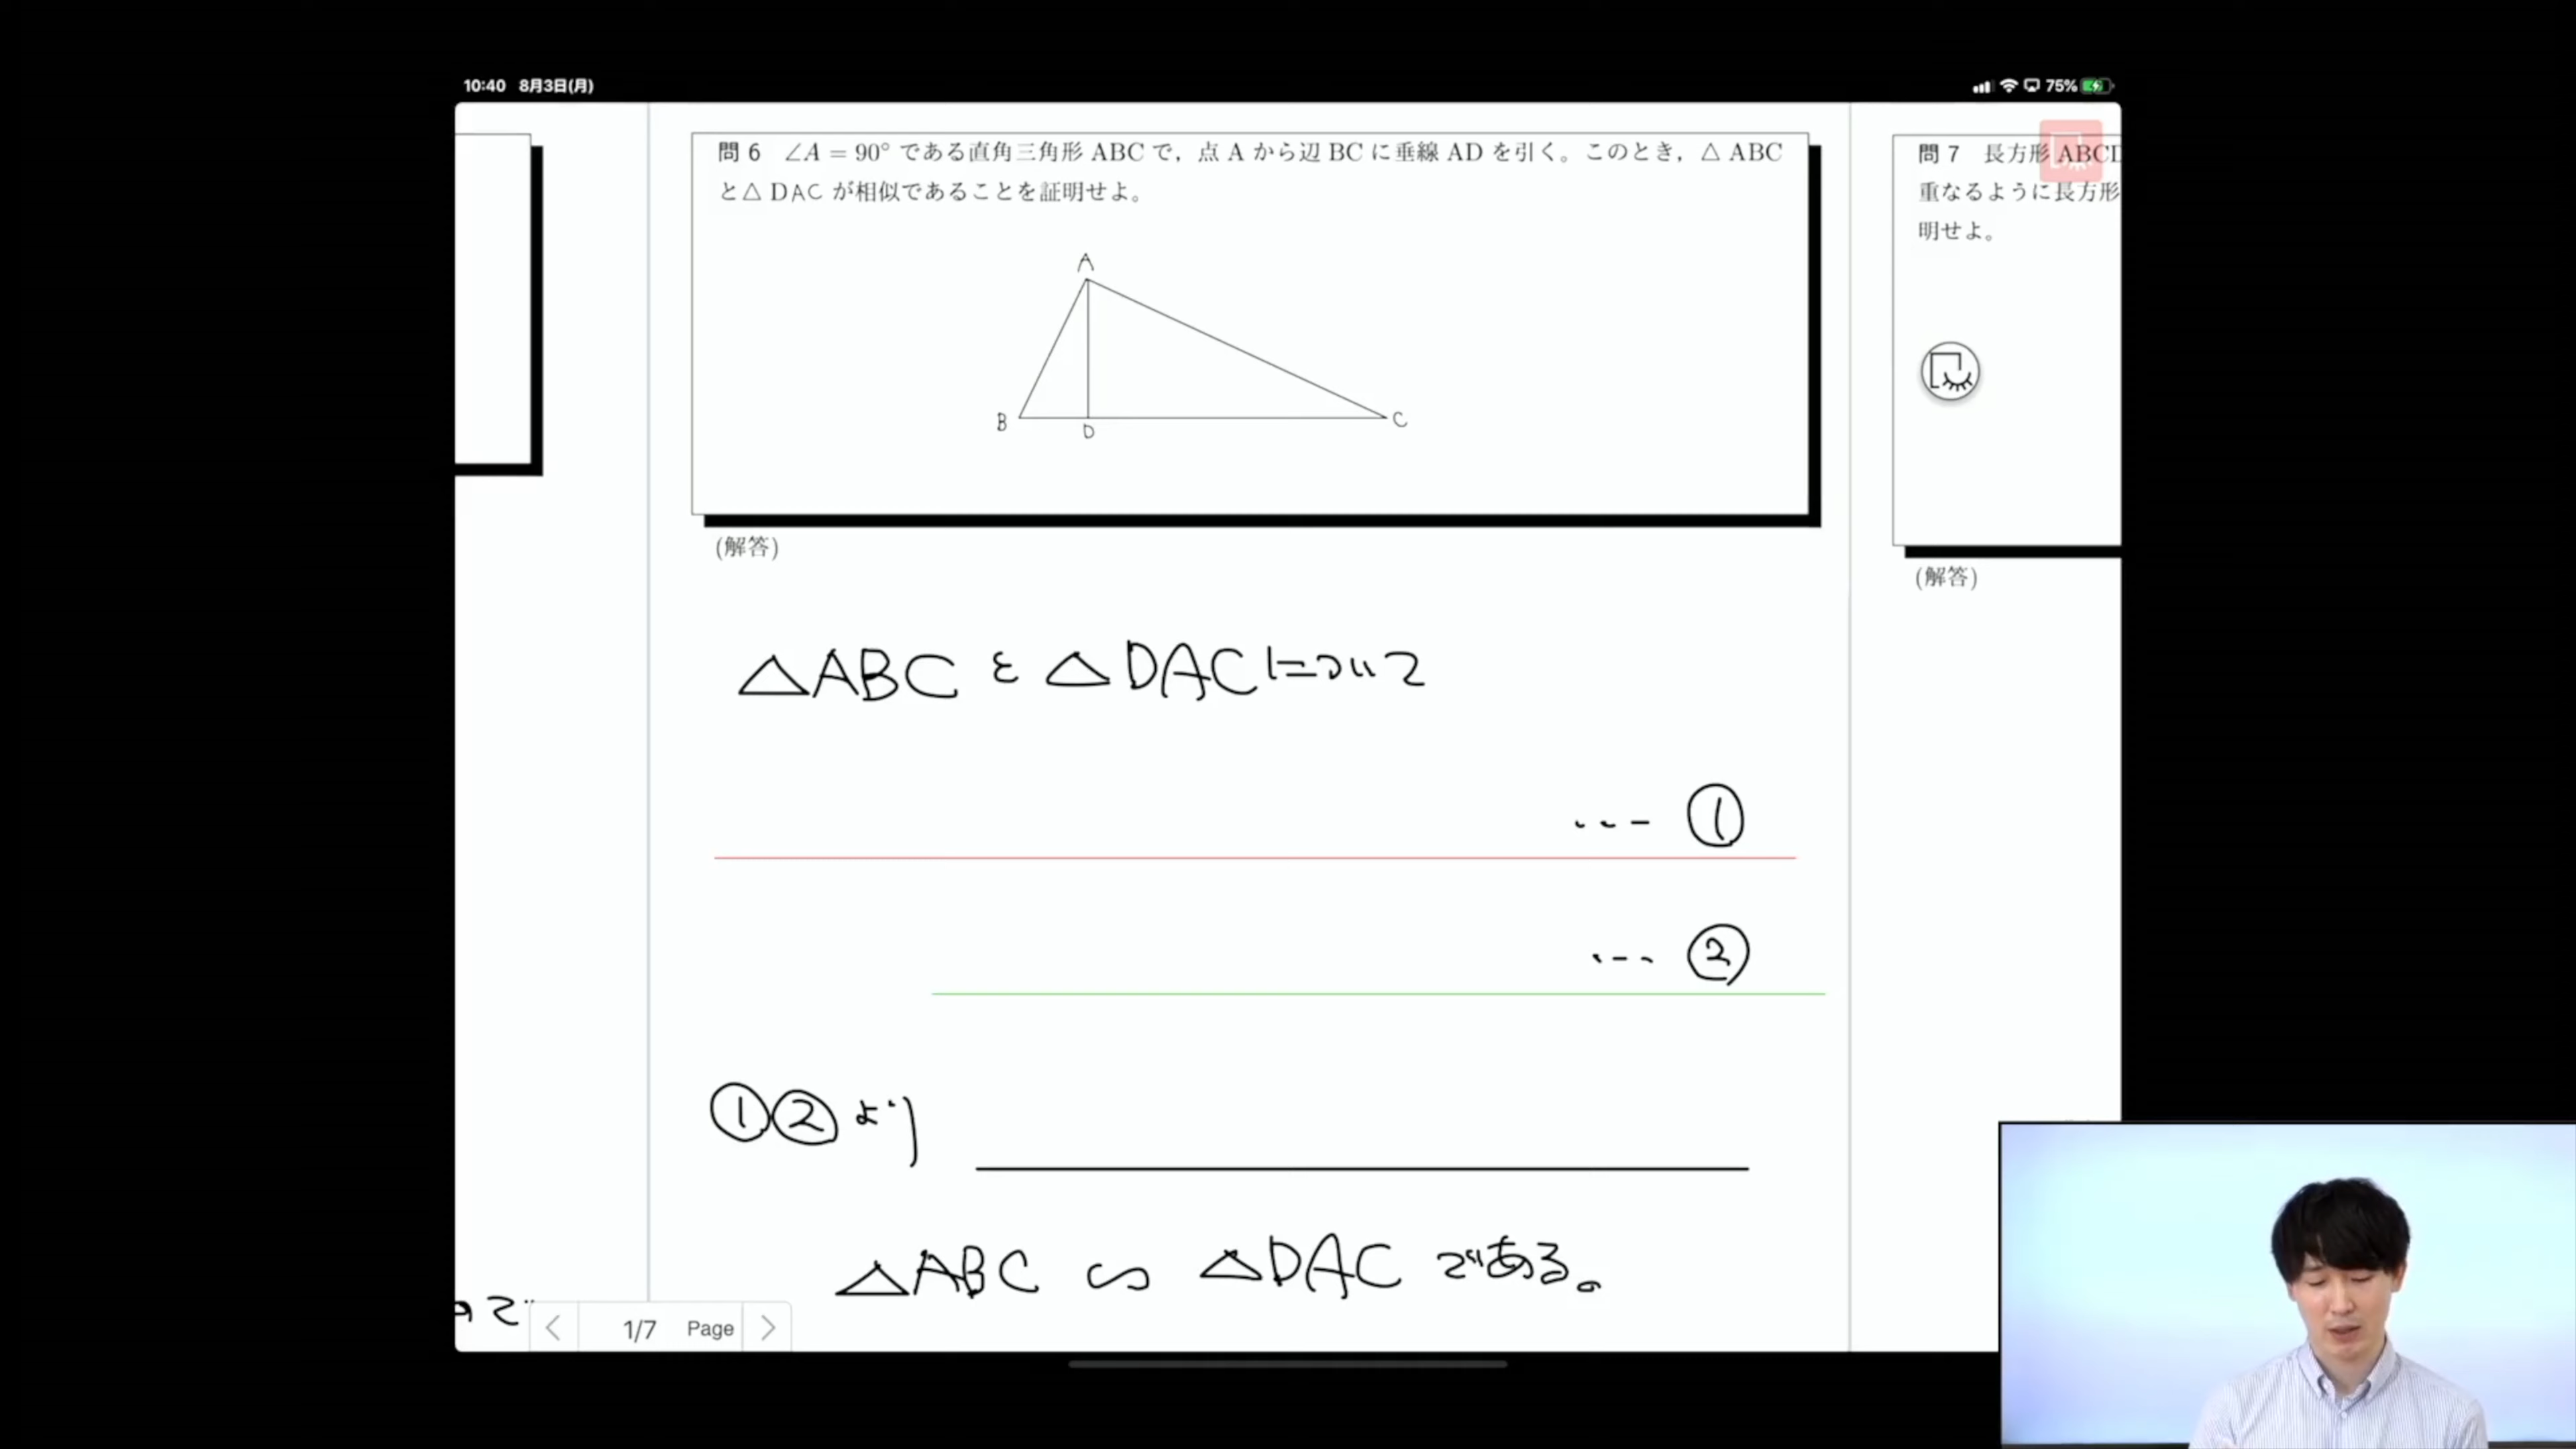 10:40 8月3日(月)
75%
問 6 ∠A = 90° である直角三角形 ABC で，点 A から辺 BC に垂線 AD を引く。このとき，△ ABC
と△ DAC が相似であることを証明せよ。
A
B
D
C
(解答)
△ABC と △DAC について
... ①
... ②
①② より
△ABC ∽ △DAC である。
ので
1/7 Page
問 7 長方形 ABCD
重なるように長方形
明せよ。
(解答)